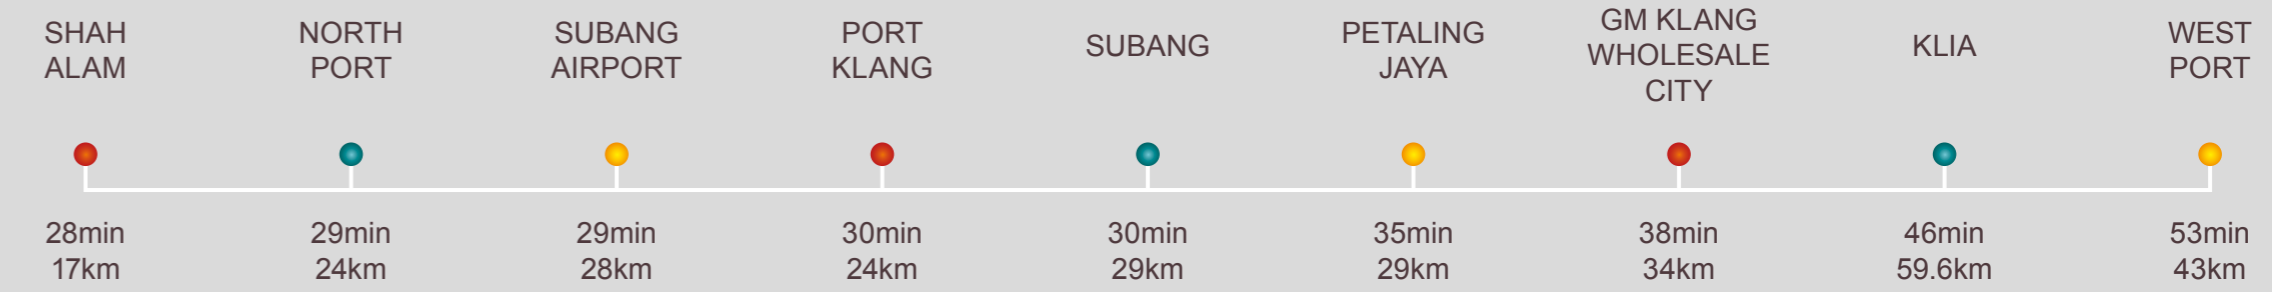 SHAH
ALAM
NORTH
PORT
SUBANG
AIRPORT
PORT
KLANG
SUBANG
PETALING
JAYA
GM KLANG
WHOLESALE
CITY
KLIA
WEST
PORT
28min
17km
29min
24km
29min
28km
30min
24km
30min
29km
35min
29km
38min
34km
46min
59.6km
53min
43km